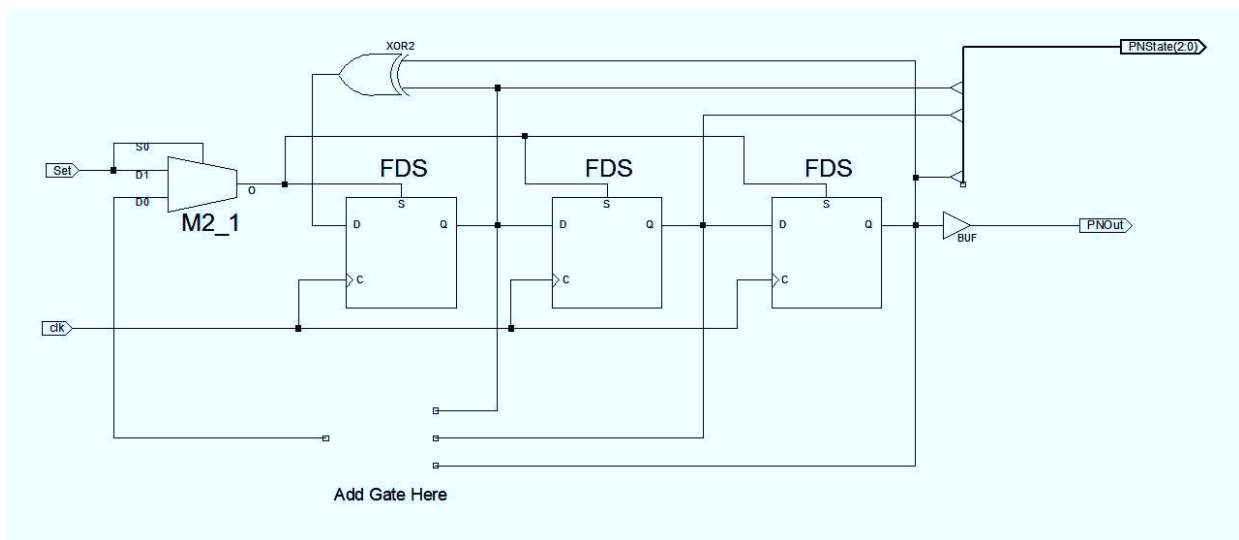 XOR2
PNState(2:0)
S0
Set
D1
D0
O
M2_1
FDS
FDS
FDS
S
S
S
D
Q
D
Q
D
Q
C
C
C
BUF
PNOut
clk
Add Gate Here